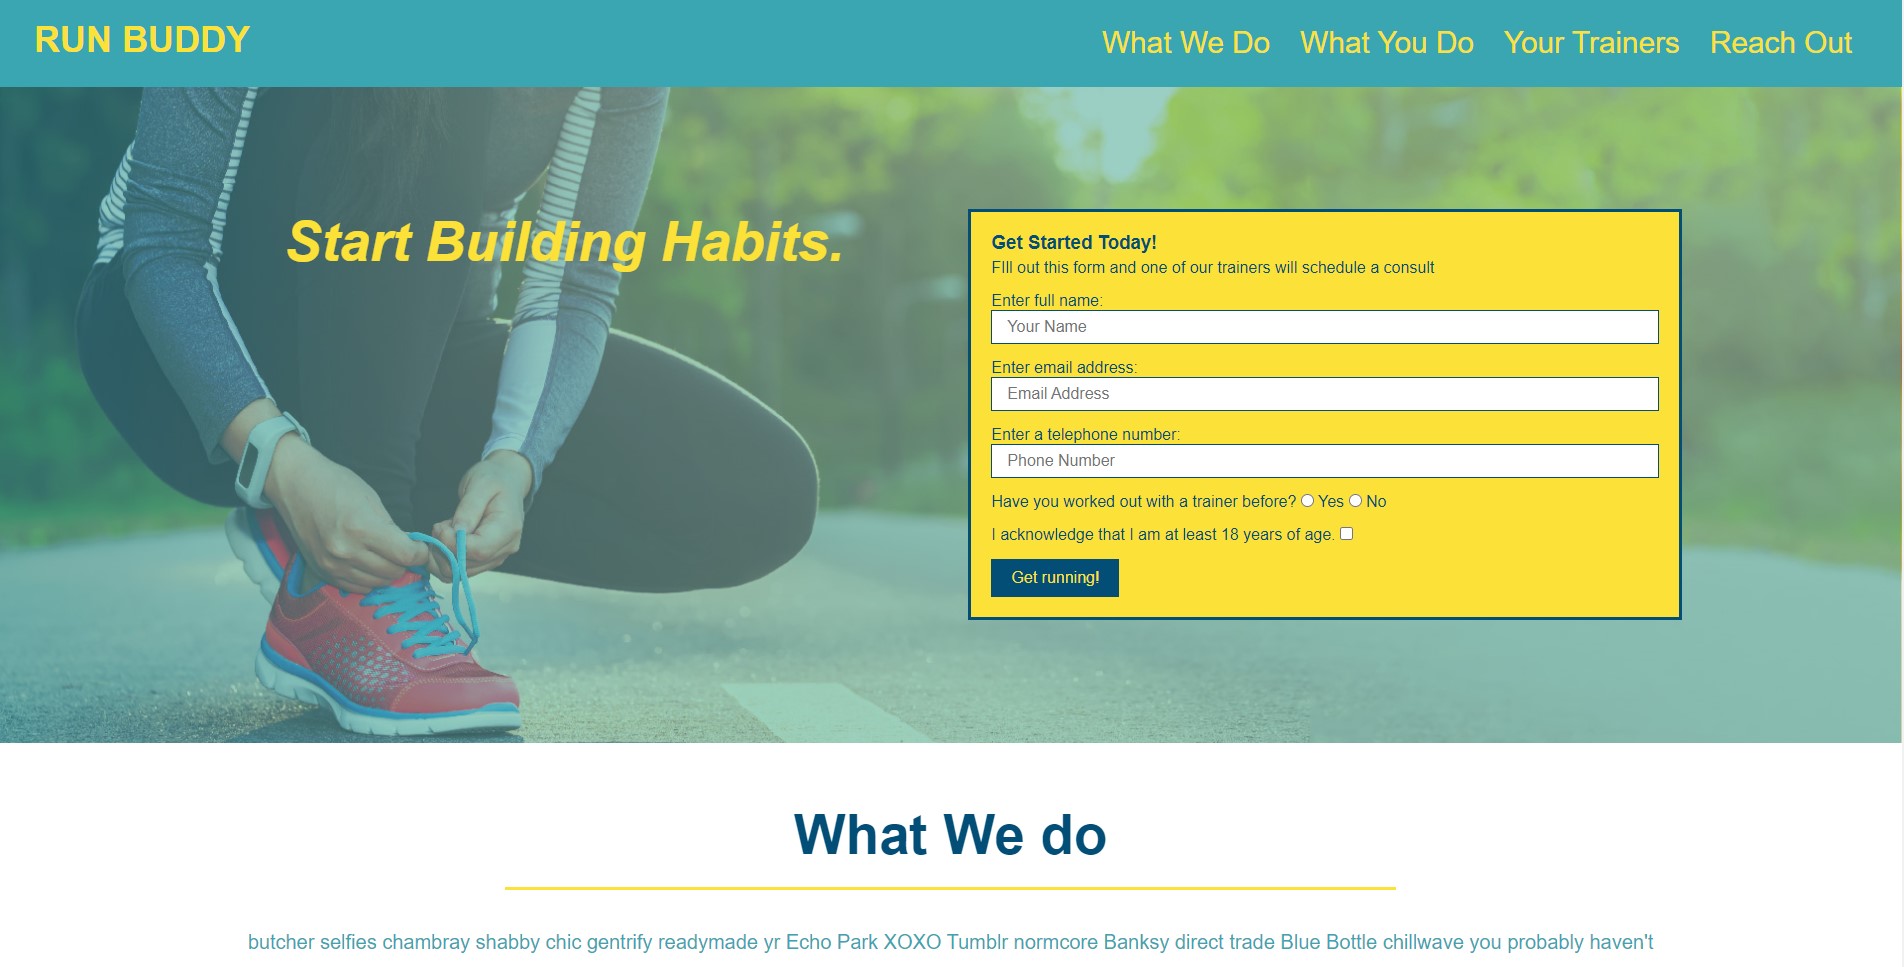 RUN BUDDY
What We Do What You Do Your Trainers Reach Out
Start Building Habits.
Get Started Today!
FIll out this form and one of our trainers will schedule a consult
Enter full name:
Your Name
Enter email address:
Email Address
Enter a telephone number:
Phone Number
Have you worked out with a trainer before? Yes No
I acknowledge that I am at least 18 years of age.
Get running!
What We do
butcher selfies chambray shabby chic gentrify readymade yr Echo Park XOXO Tumblr normcore Banksy direct trade Blue Bottle chillwave you probably haven't